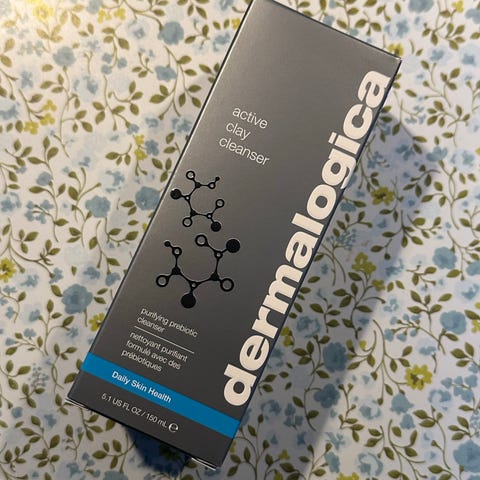 active
clay
cleanser
dermalogica
purifying prebiotic
cleanser
nettoyant purifiant
formulé avec des
prébiotiques
Daily Skin Health
5.1 US FL OZ / 150 mL ℮